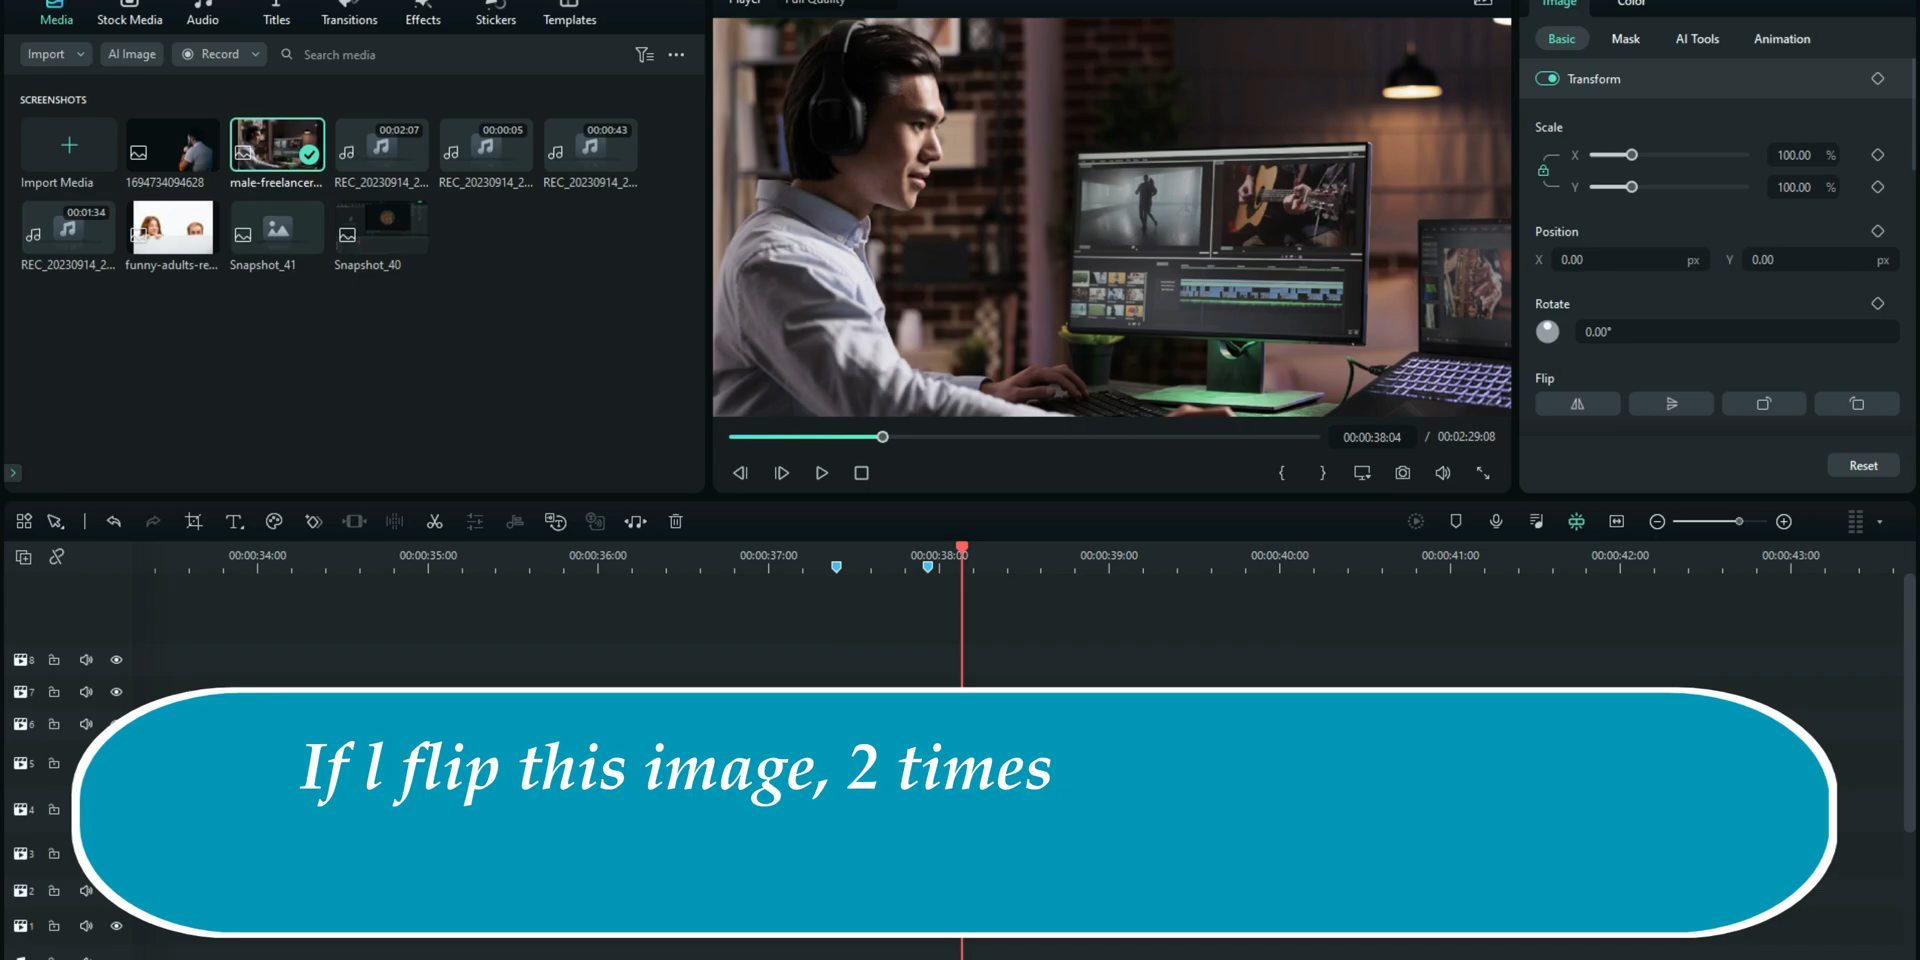 Media Stock Media Audio Titles Transitions Effects Stickers Templates
Import AI Image Record Search media
SCREENSHOTS
00:02:07 00:00:05 00:00:43
Import Media 1694734094628 male-freelancer... REC_20230914_2... REC_20230914_2... REC_20230914_2...
00:01:34
REC_20230914_2... funny-adults-re... Snapshot_41 Snapshot_40
Player Full Quality
00:00:38:04 / 00:02:29:08
Image Color
Basic Mask AI Tools Animation
Transform
Scale
X 100.00 %
Y 100.00 %
Position
X 0.00 px Y 0.00 px
Rotate
0.00°
Flip
Reset
00:00:34:00 00:00:35:00 00:00:36:00 00:00:37:00 00:00:38:00 00:00:39:00 00:00:40:00 00:00:41:00 00:00:42:00 00:00:43:00
8
7
6
5
4
3
2
1
If l flip this image, 2 times